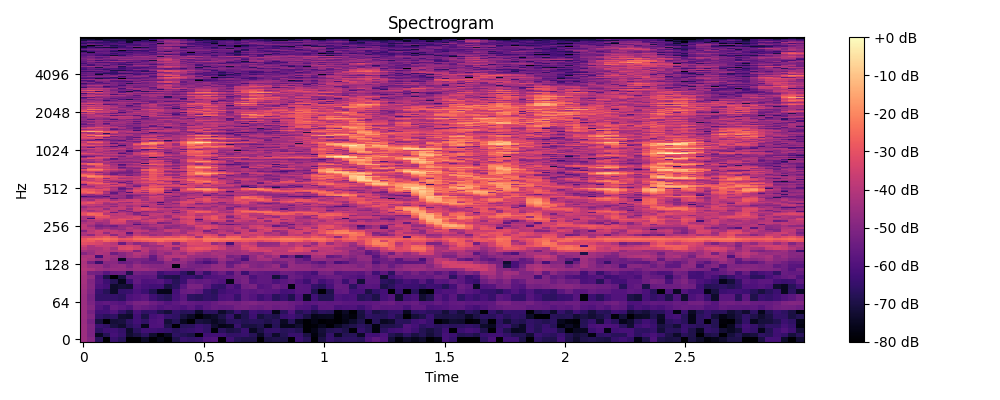 Spectrogram
Hz
4096
2048
1024
512
256
128
64
0
0
0.5
1
1.5
2
2.5
Time
+0 dB
-10 dB
-20 dB
-30 dB
-40 dB
-50 dB
-60 dB
-70 dB
-80 dB